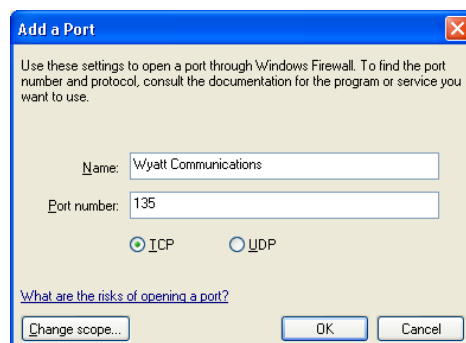 Add a Port
Use these settings to open a port through Windows Firewall. To find the port
number and protocol, consult the documentation for the program or service you
want to use.
Name: Wyatt Communications
Port number: 135
TCP UDP
What are the risks of opening a port?
Change scope... OK Cancel